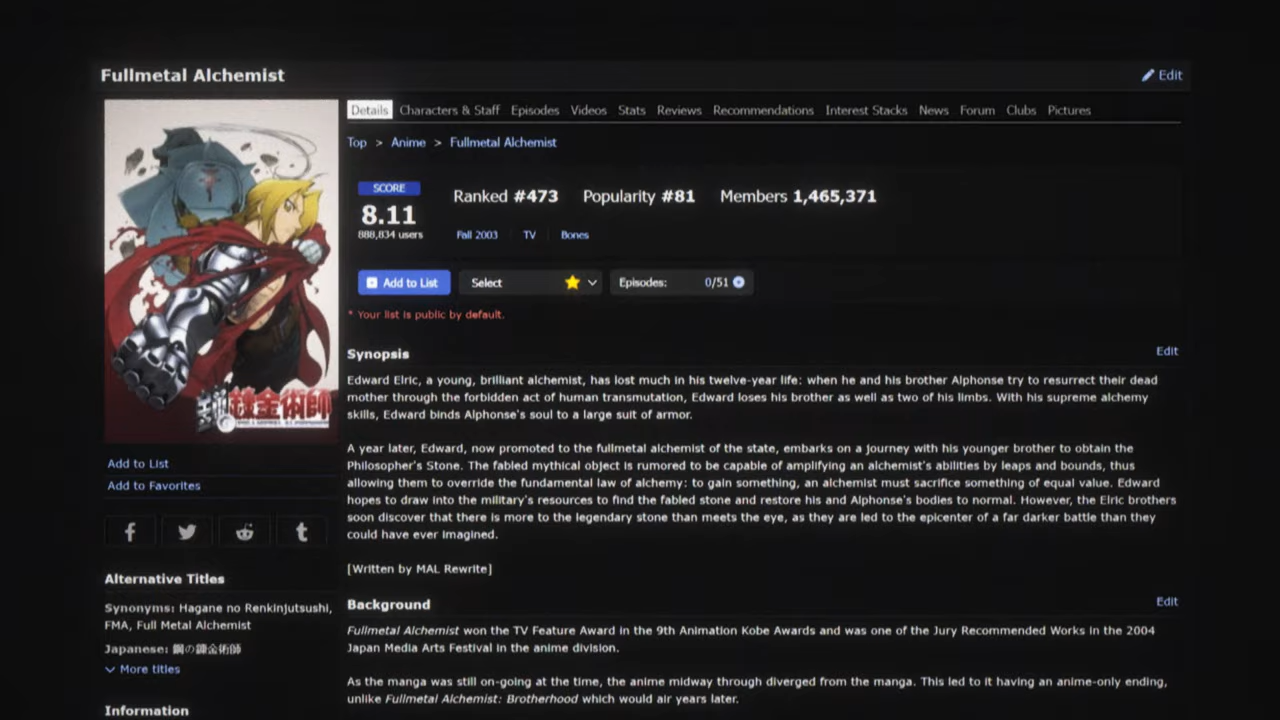 Fullmetal Alchemist
Edit
Details Characters & Staff Episodes Videos Stats Reviews Recommendations Interest Stacks News Forum Clubs Pictures
Top > Anime > Fullmetal Alchemist
SCORE
8.11
888,834 users
Ranked #473 Popularity #81 Members 1,465,371
Fall 2003 TV Bones
Add to List Select Episodes: 0/51
* Your list is public by default.
Synopsis
Edit
Edward Elric, a young, brilliant alchemist, has lost much in his twelve-year life: when he and his brother Alphonse try to resurrect their dead
mother through the forbidden act of human transmutation, Edward loses his brother as well as two of his limbs. With his supreme alchemy
skills, Edward binds Alphonse's soul to a large suit of armor.
A year later, Edward, now promoted to the fullmetal alchemist of the state, embarks on a journey with his younger brother to obtain the
Philosopher's Stone. The fabled mythical object is rumored to be capable of amplifying an alchemist's abilities by leaps and bounds, thus
allowing them to override the fundamental law of alchemy: to gain something, an alchemist must sacrifice something of equal value. Edward
hopes to draw into the military's resources to find the fabled stone and restore his and Alphonse's bodies to normal. However, the Elric brothers
soon discover that there is more to the legendary stone than meets the eye, as they are led to the epicenter of a far darker battle than they
could have ever imagined.
[Written by MAL Rewrite]
Background
Edit
Fullmetal Alchemist won the TV Feature Award in the 9th Animation Kobe Awards and was one of the Jury Recommended Works in the 2004
Japan Media Arts Festival in the anime division.
As the manga was still on-going at the time, the anime midway through diverged from the manga. This led to it having an anime-only ending,
unlike Fullmetal Alchemist: Brotherhood which would air years later.
鋼の錬金術師
Add to List
Add to Favorites
Alternative Titles
Synonyms: Hagane no Renkinjutsushi,
FMA, Full Metal Alchemist
Japanese: 鋼の錬金術師
More titles
Information